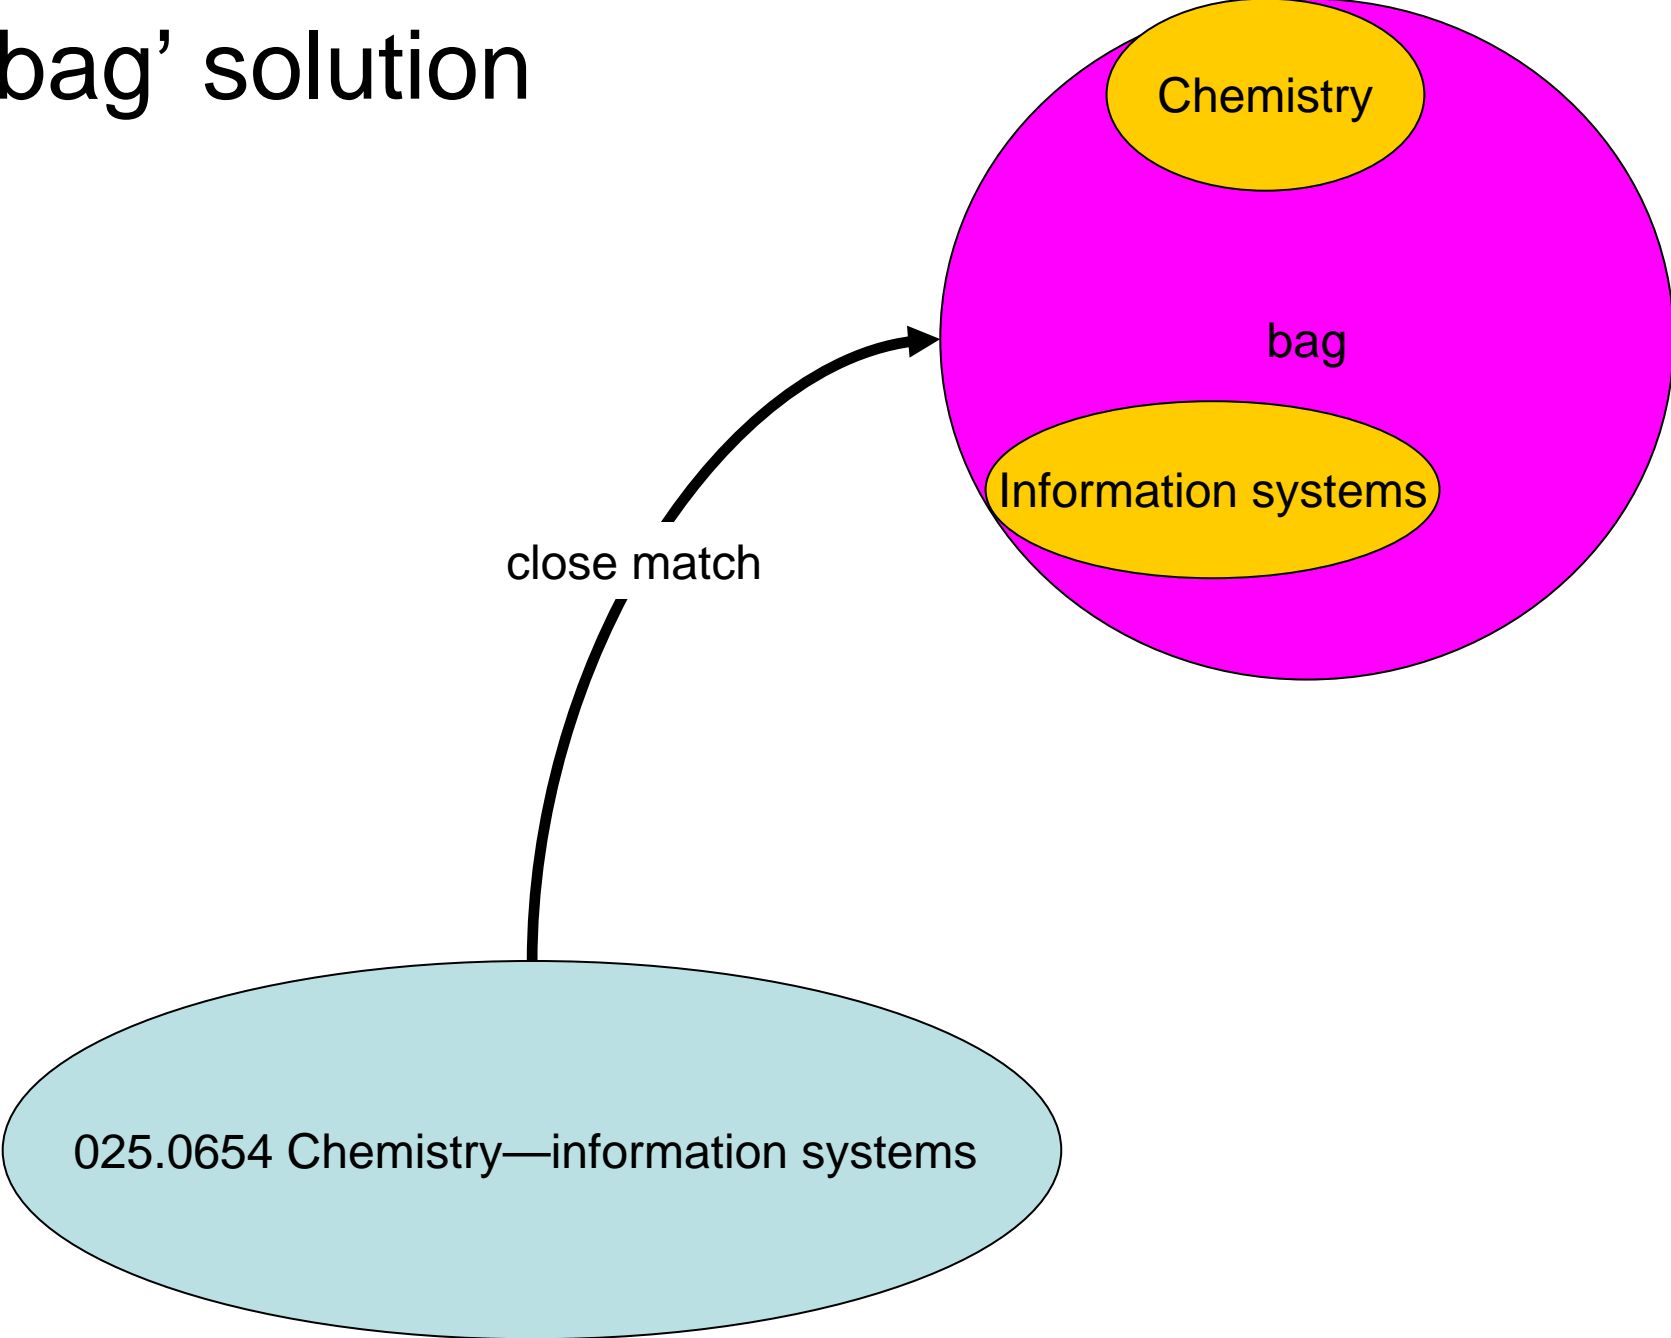 bag’ solution
Chemistry
bag
Information systems
close match
025.0654 Chemistry—information systems